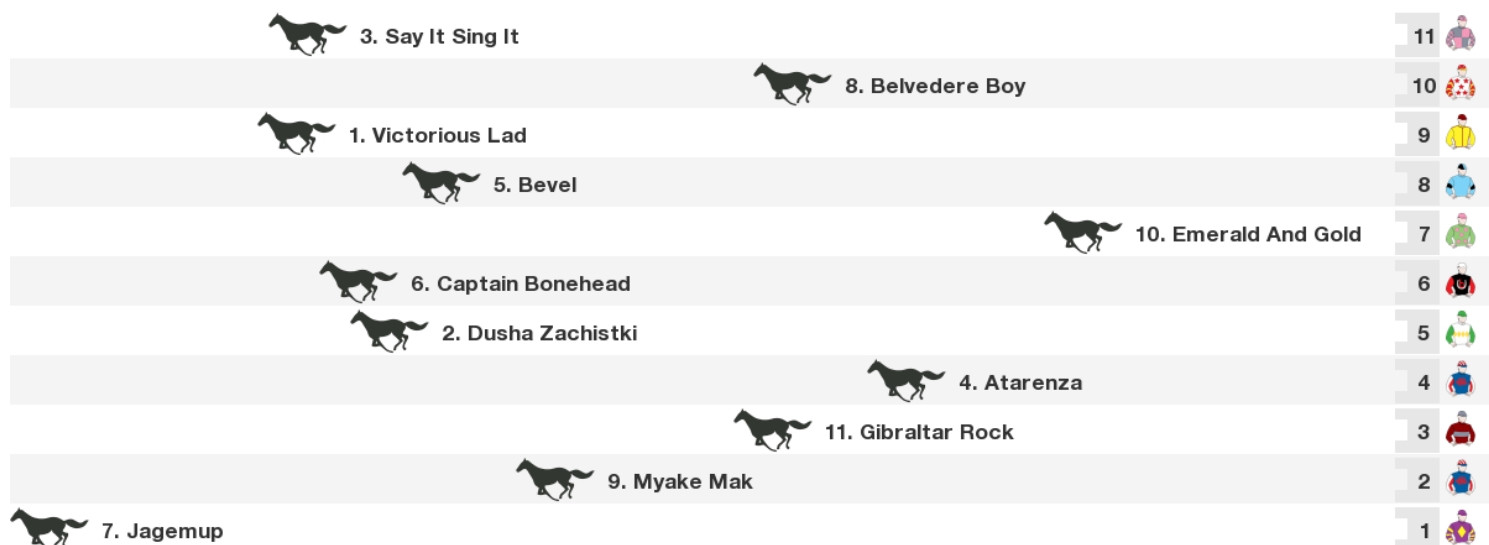 3. Say It Sing It 11
8. Belvedere Boy 10
1. Victorious Lad 9
5. Bevel 8
10. Emerald And Gold 7
6. Captain Bonehead 6
2. Dusha Zachistki 5
4. Atarenza 4
11. Gibraltar Rock 3
9. Myake Mak 2
7. Jagemup 1